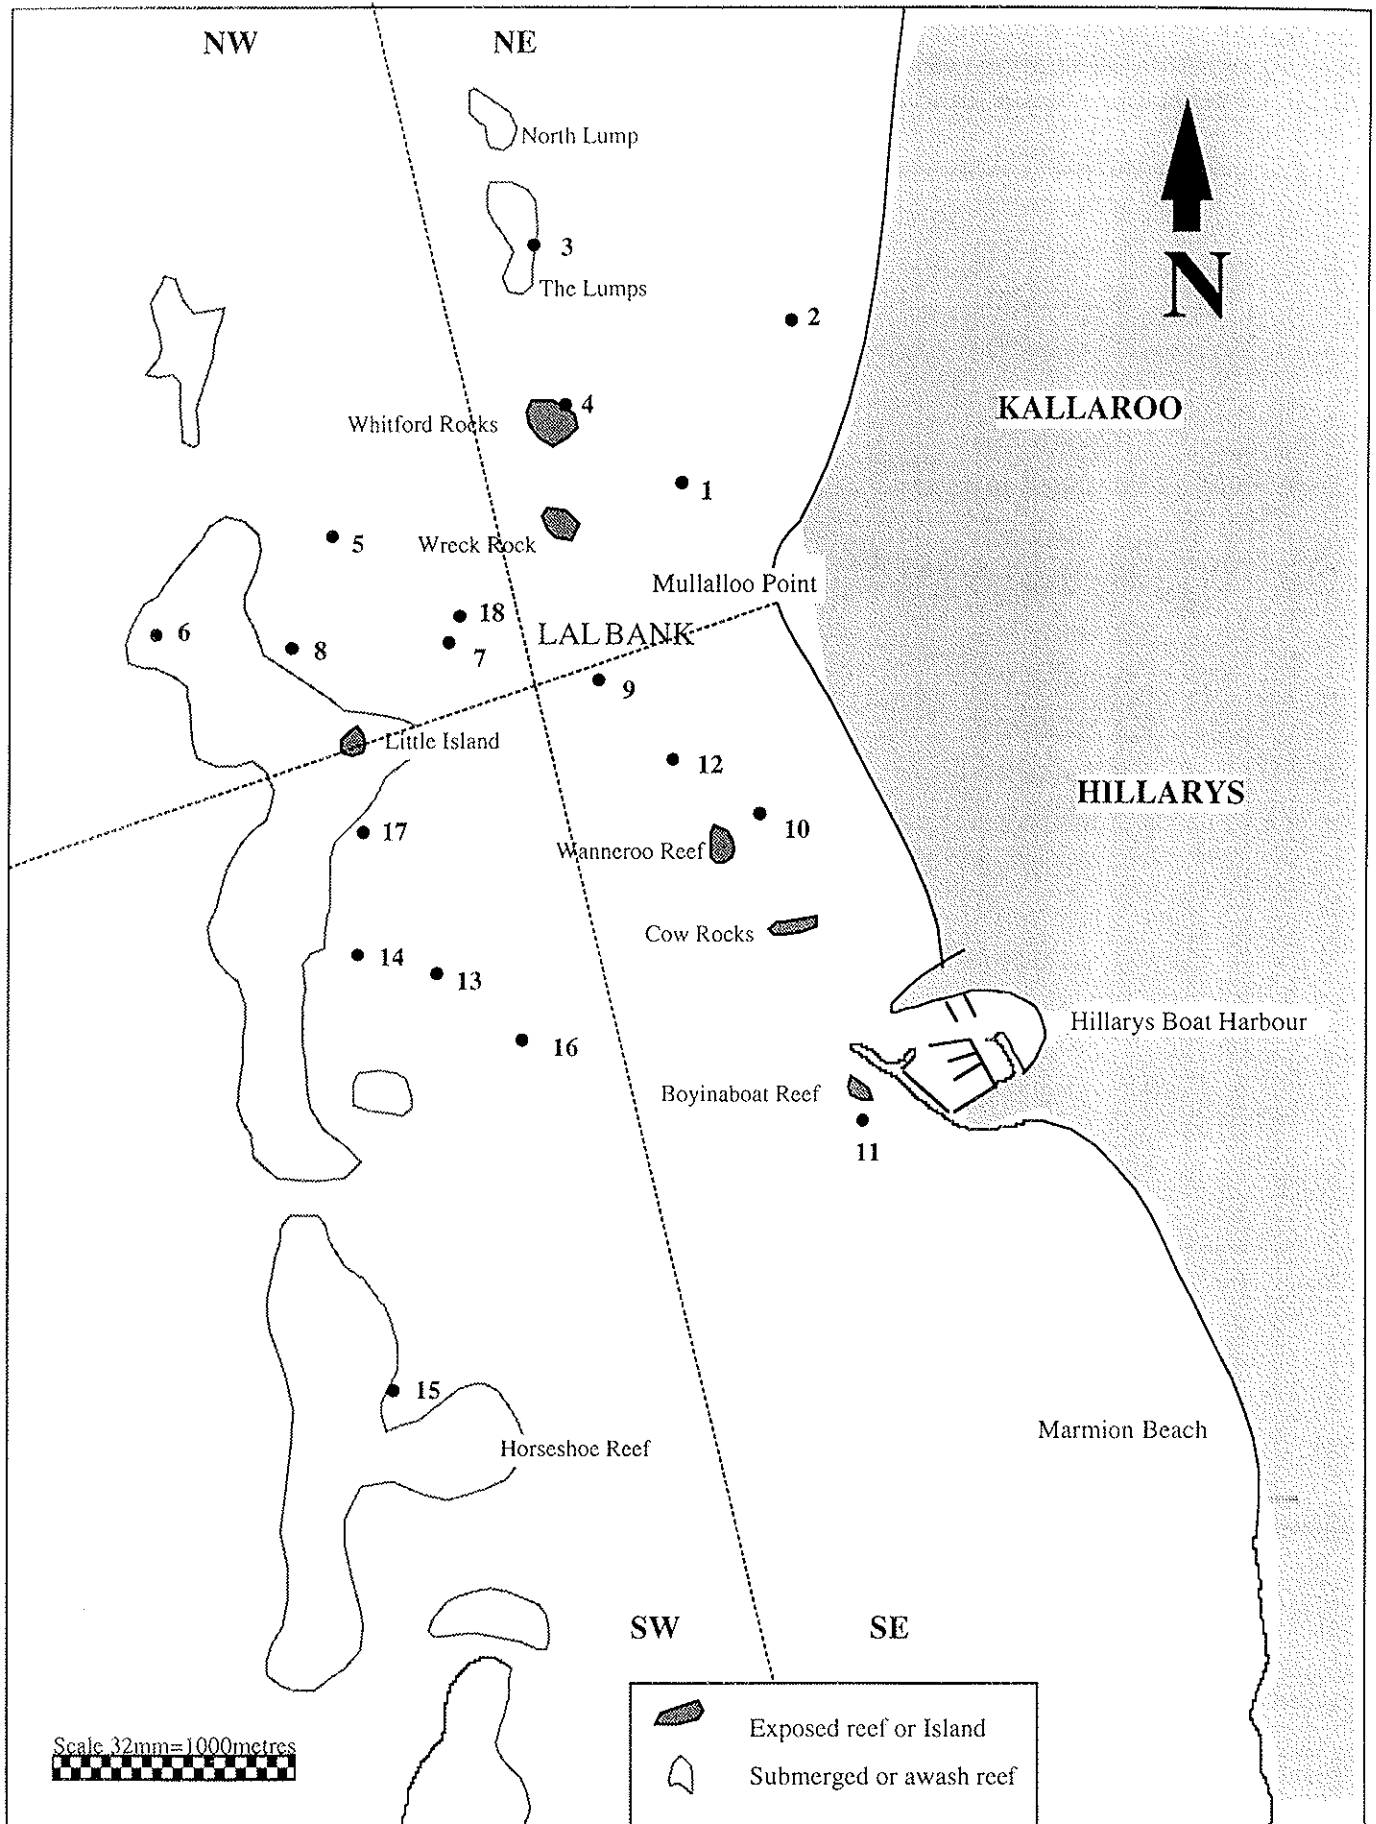 NW
NE
North Lump
3
The Lumps
2
N
4
Whitford Rocks
KALLAROO
1
5
Wreck Rock
Mullalloo Point
18
6
LAL BANK
8
7
9
Little Island
12
HILLARYS
17
10
Wanneroo Reef
Cow Rocks
14
13
Hillarys Boat Harbour
16
Boyinaboat Reef
11
15
Marmion Beach
Horseshoe Reef
SW
SE
Exposed reef or Island
Scale 32mm=1000metres
Submerged or awash reef